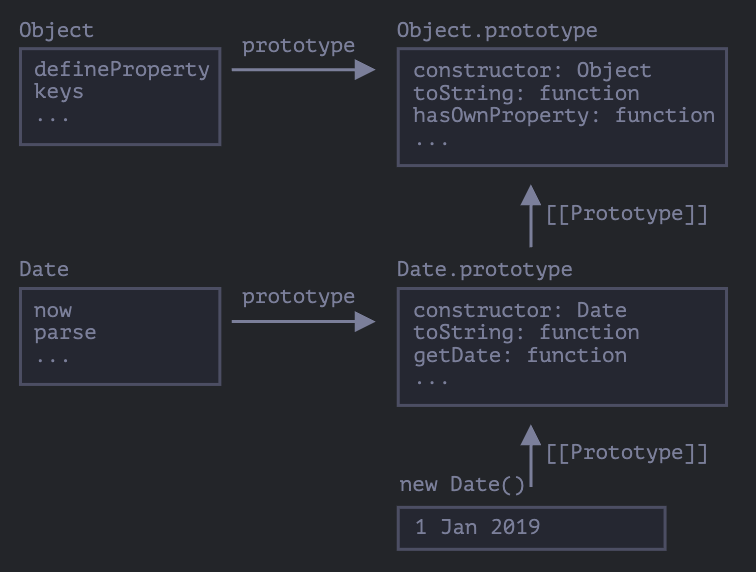 Object
prototype
Object.prototype
defineProperty
keys
...
constructor: Object
toString: function
hasOwnProperty: function
...
[[Prototype]]
Date
prototype
Date.prototype
now
parse
...
constructor: Date
toString: function
getDate: function
...
[[Prototype]]
new Date()
1 Jan 2019